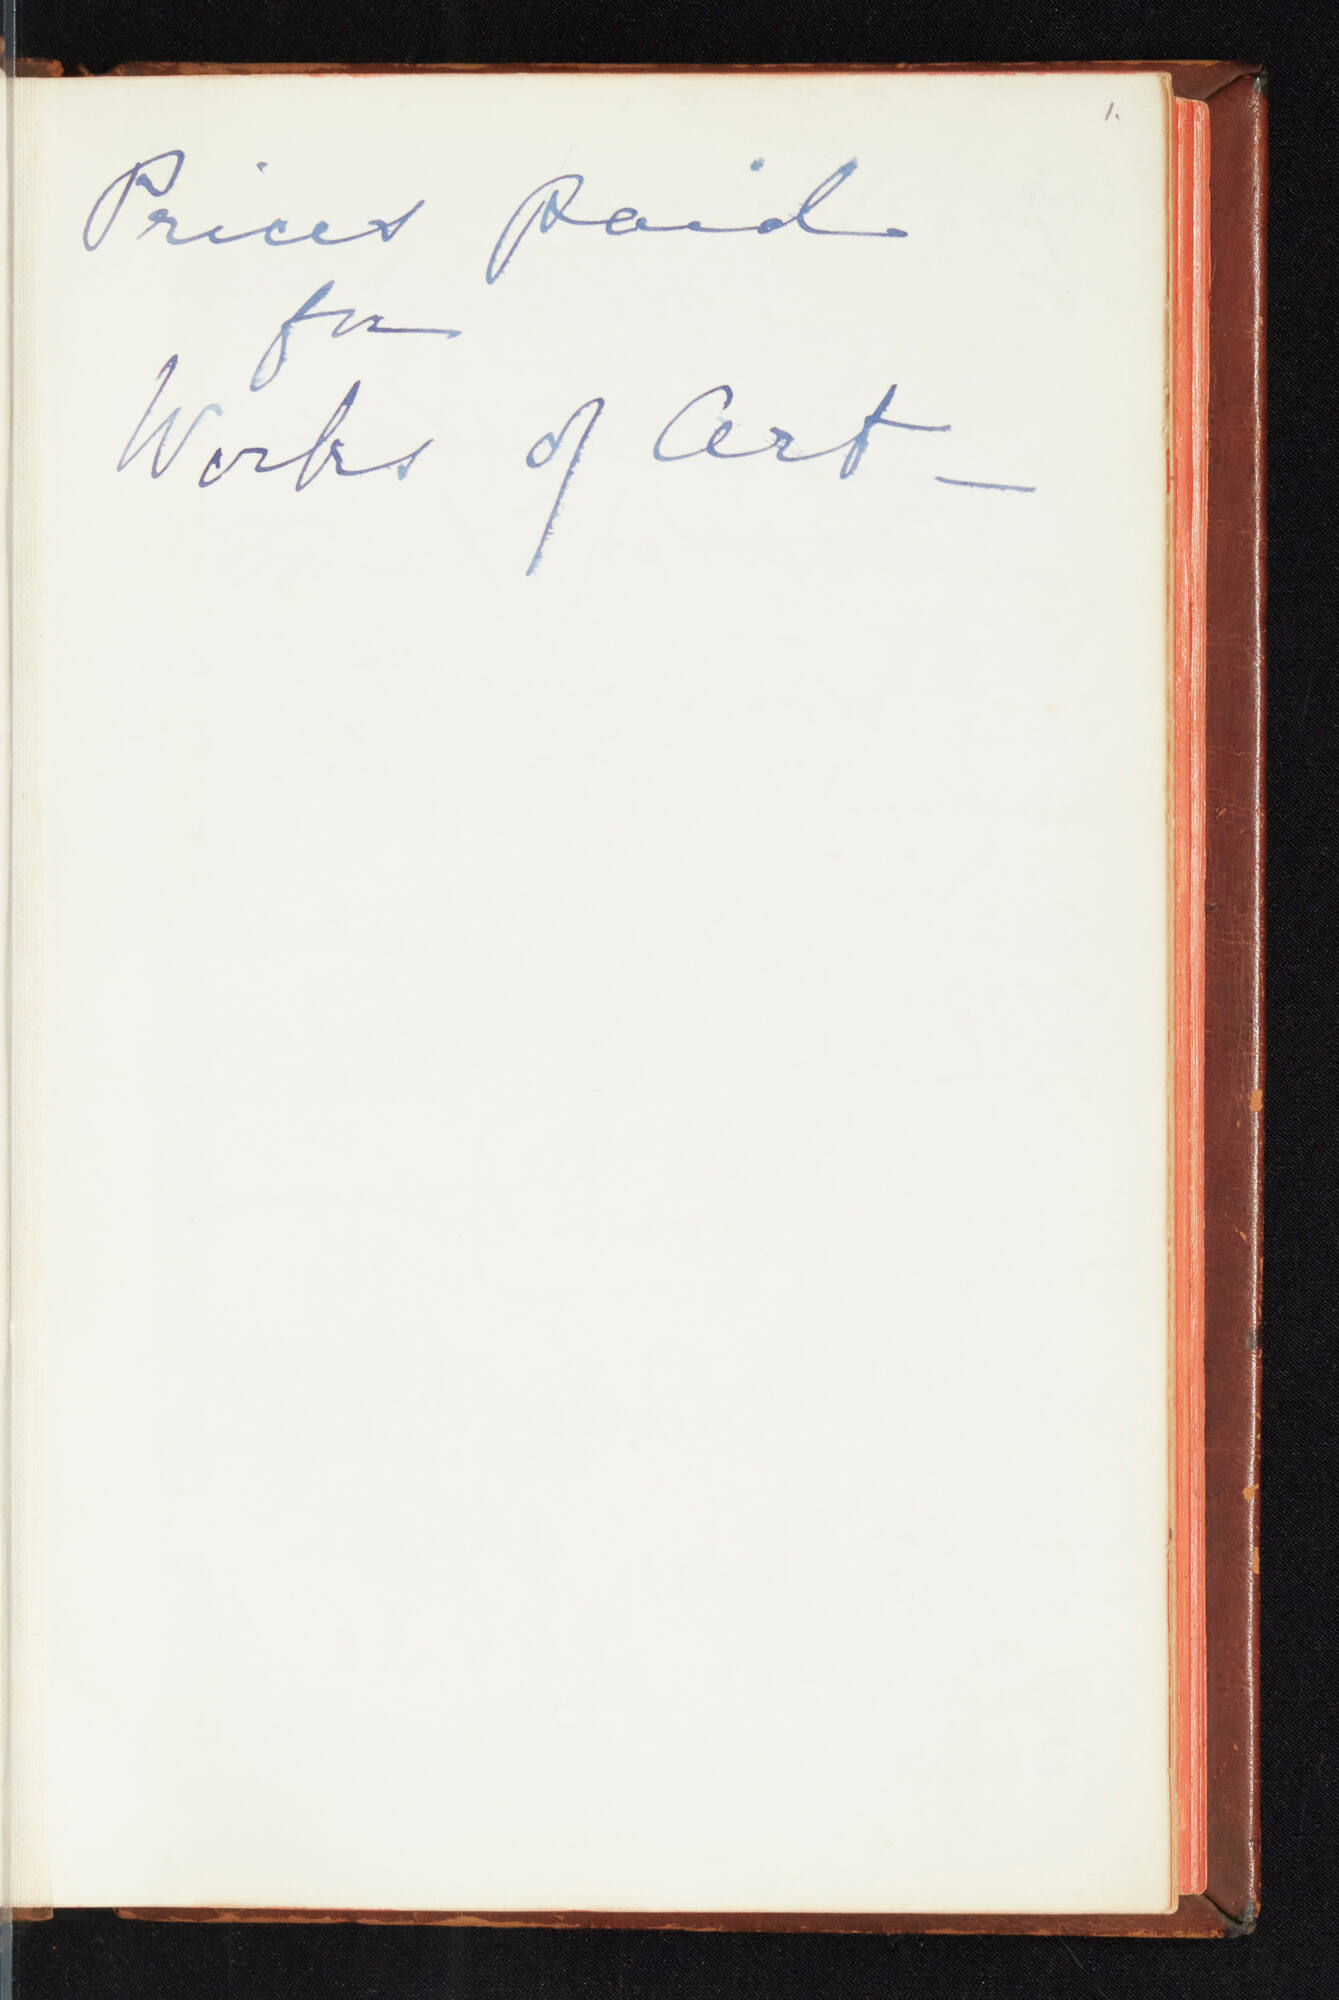 1.
Prices paid
for
Works of Art —